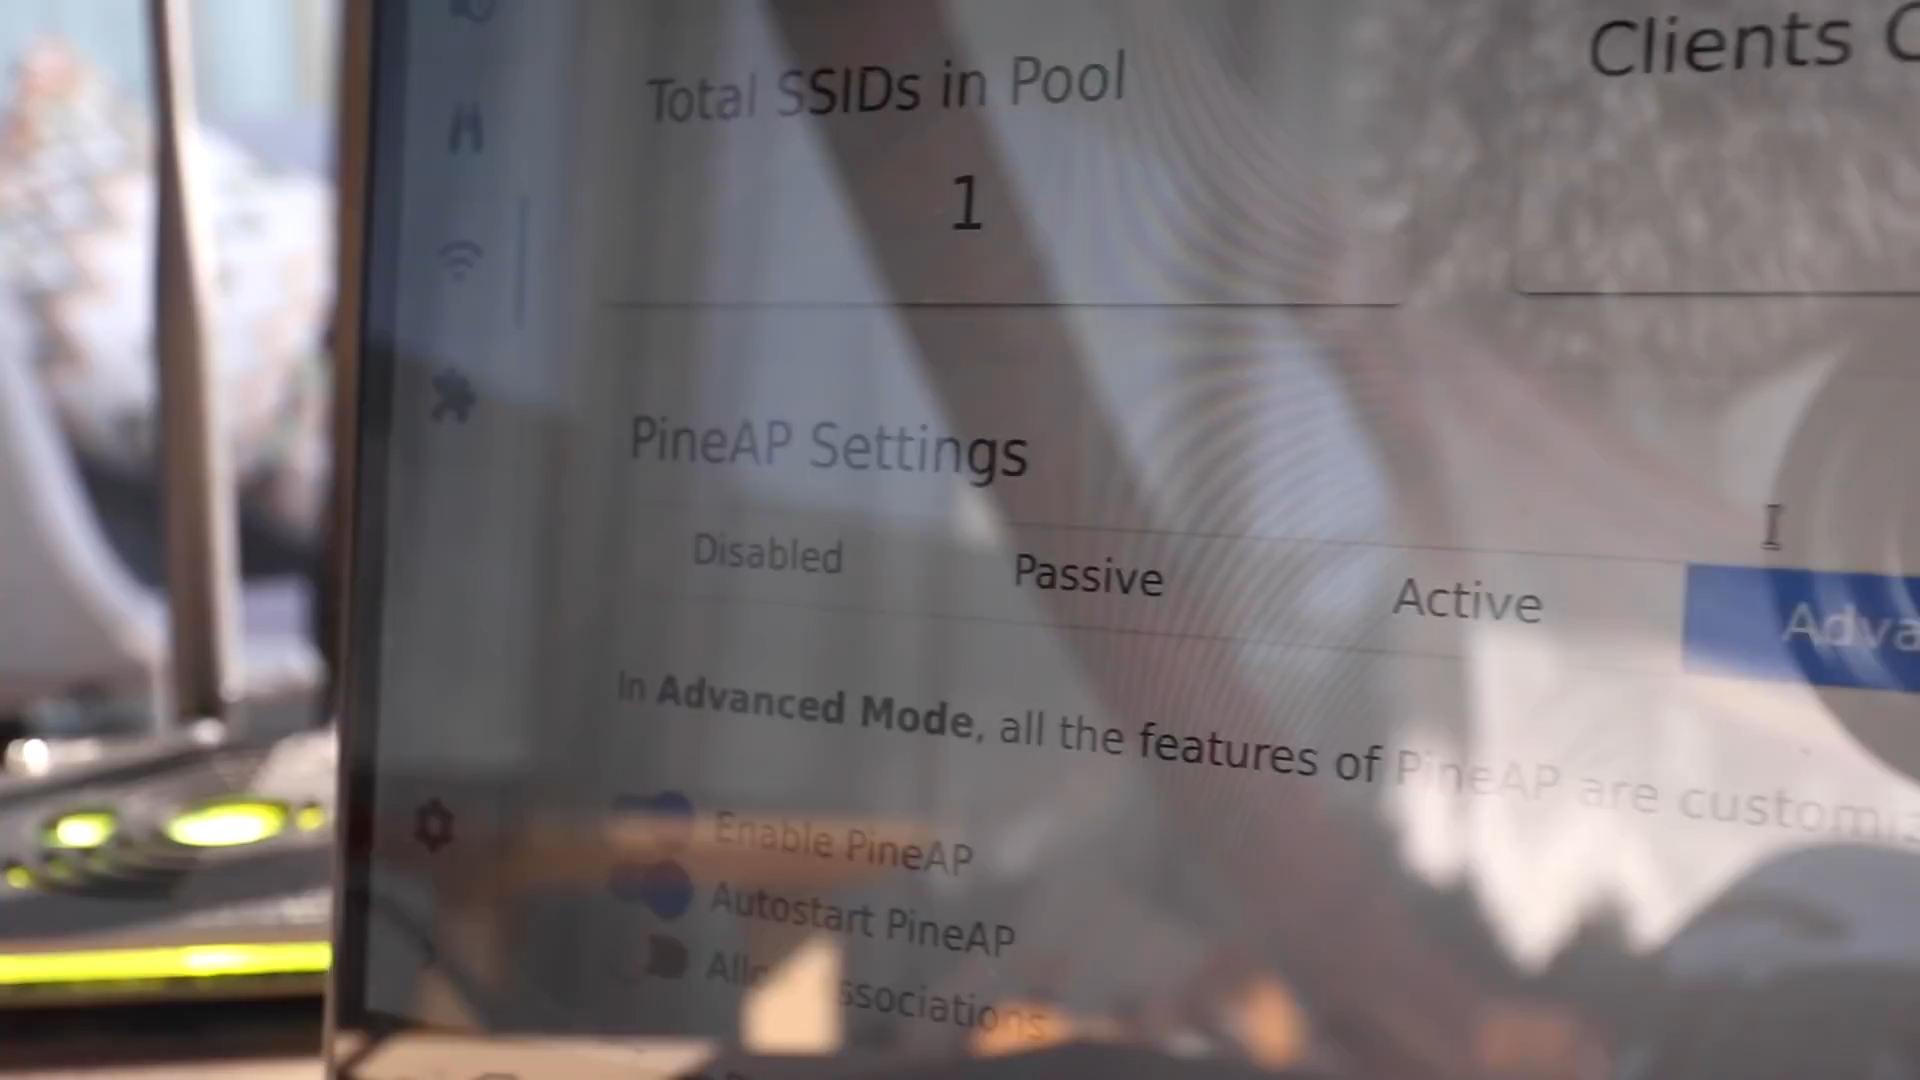 Total SSIDs in Pool
Clients
1
PineAP Settings
Disabled Passive Active
In Advanced Mode, all the features of PineAP are
Enable PineAP
Autostart PineAP